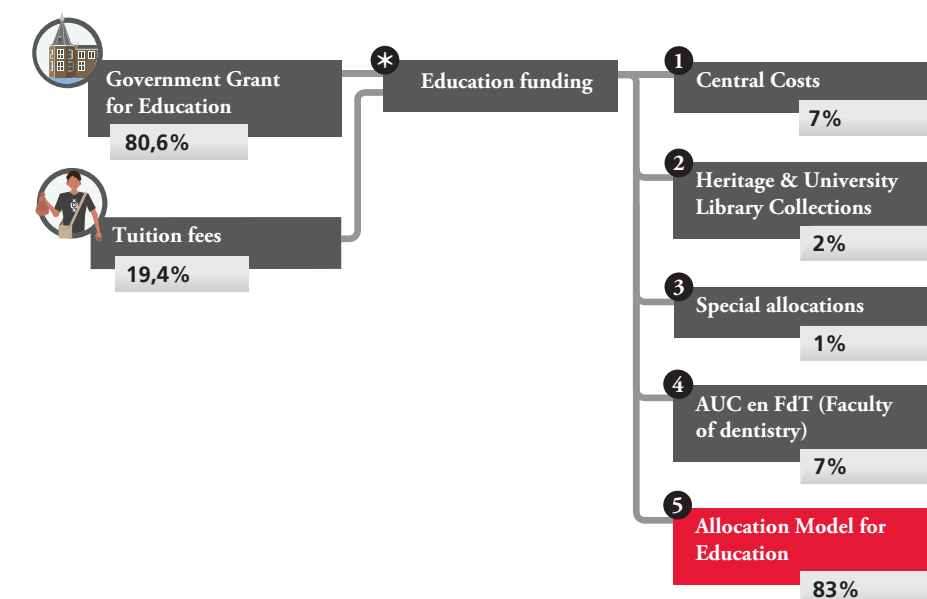 Government Grant
for Education
80,6%
Tuition fees
19,4%
*
Education funding
1
Central Costs
7%
2
Heritage & University
Library Collections
2%
3
Special allocations
1%
4
AUC en FdT (Faculty
of dentistry)
7%
5
Allocation Model for
Education
83%